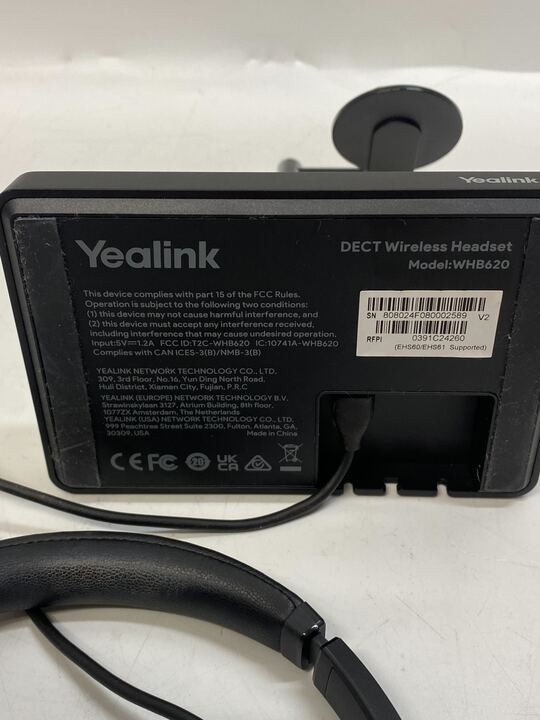 Yealink
Yealink
DECT Wireless Headset
Model:WHB620
This device complies with part 15 of the FCC Rules.
Operation is subject to the following two conditions:
(1) this device may not cause harmful interference, and
(2) this device must accept any interference received,
including interference that may cause undesired operation.
Input:5V⎓1.2A FCC ID:T2C-WHB620 IC:10741A-WHB620
Complies with CAN ICES-3(B)/NMB-3(B)
SN 808024F080002589 V2
RFPI 0391C24260
(EHS60/EHS61 Supported)
YEALINK NETWORK TECHNOLOGY CO., LTD.
309, 3rd Floor, No.16, Yun Ding North Road,
Huli District, Xiamen City, Fujian, P.R.C
YEALINK (EUROPE) NETWORK TECHNOLOGY B.V.
Strawinskylaan 3127, Atrium Building, 8th floor,
1077ZX Amsterdam, The Netherlands
YEALINK (USA) NETWORK TECHNOLOGY CO., LTD.
999 Peachtree Street Suite 2300, Fulton, Atlanta, GA,
30309, USA
Made in China
CE FC 20 UK CA